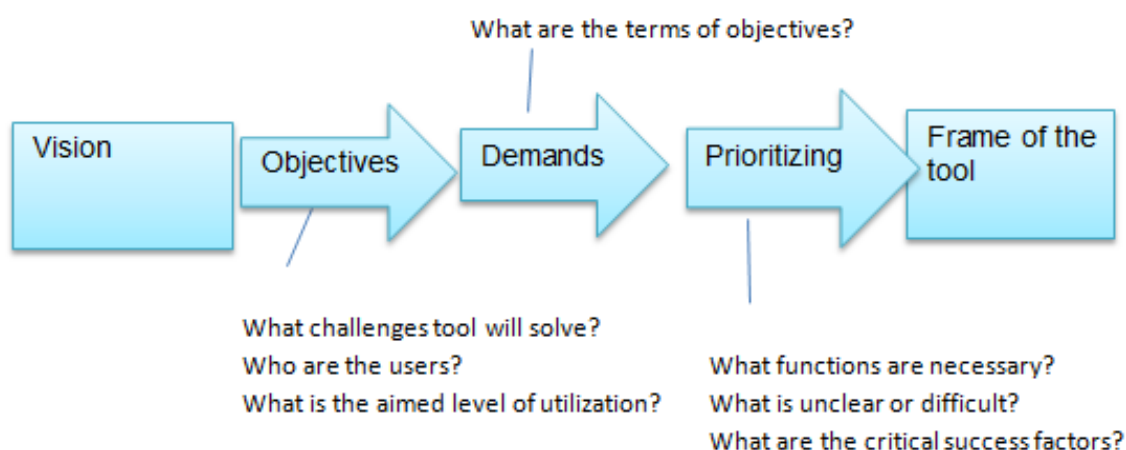 What are the terms of objectives?
Vision
Objectives
Demands
Prioritizing
Frame of the
tool
What challenges tool will solve?
Who are the users?
What is the aimed level of utilization?
What functions are necessary?
What is unclear or difficult?
What are the critical success factors?